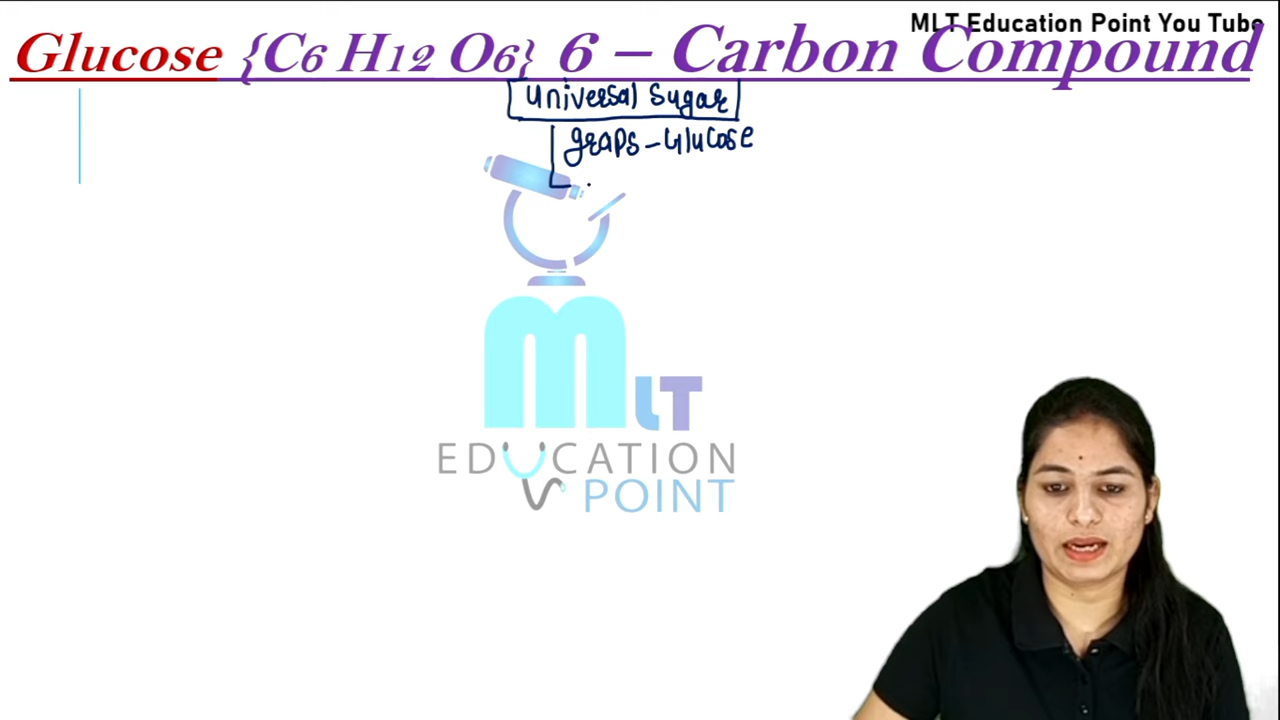 MLT Education Point You Tube
Glucose {C6 H12 O6} 6 – Carbon Compound
Universal Sugar
graps - Glucose
MLT
EDUCATION
POINT